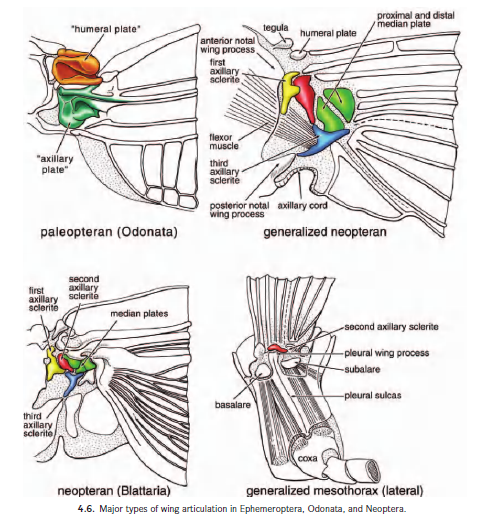 "humeral plate"
"axillary
plate"
paleopteran (Odonata)
tegula
humeral plate
proximal and distal
median plate
anterior notal
wing process
first
axillary
sclerite
flexor
muscle
third
axillary
sclerite
posterior notal
wing process
axillary cord
generalized neopteran
first
axillary
sclerite
second
axillary
sclerite
median plates
third
axillary
sclerite
neopteran (Blattaria)
second axillary sclerite
pleural wing process
subalare
pleural sulcas
basalare
coxa
generalized mesothorax (lateral)
4.6. Major types of wing articulation in Ephemeroptera, Odonata, and Neoptera.